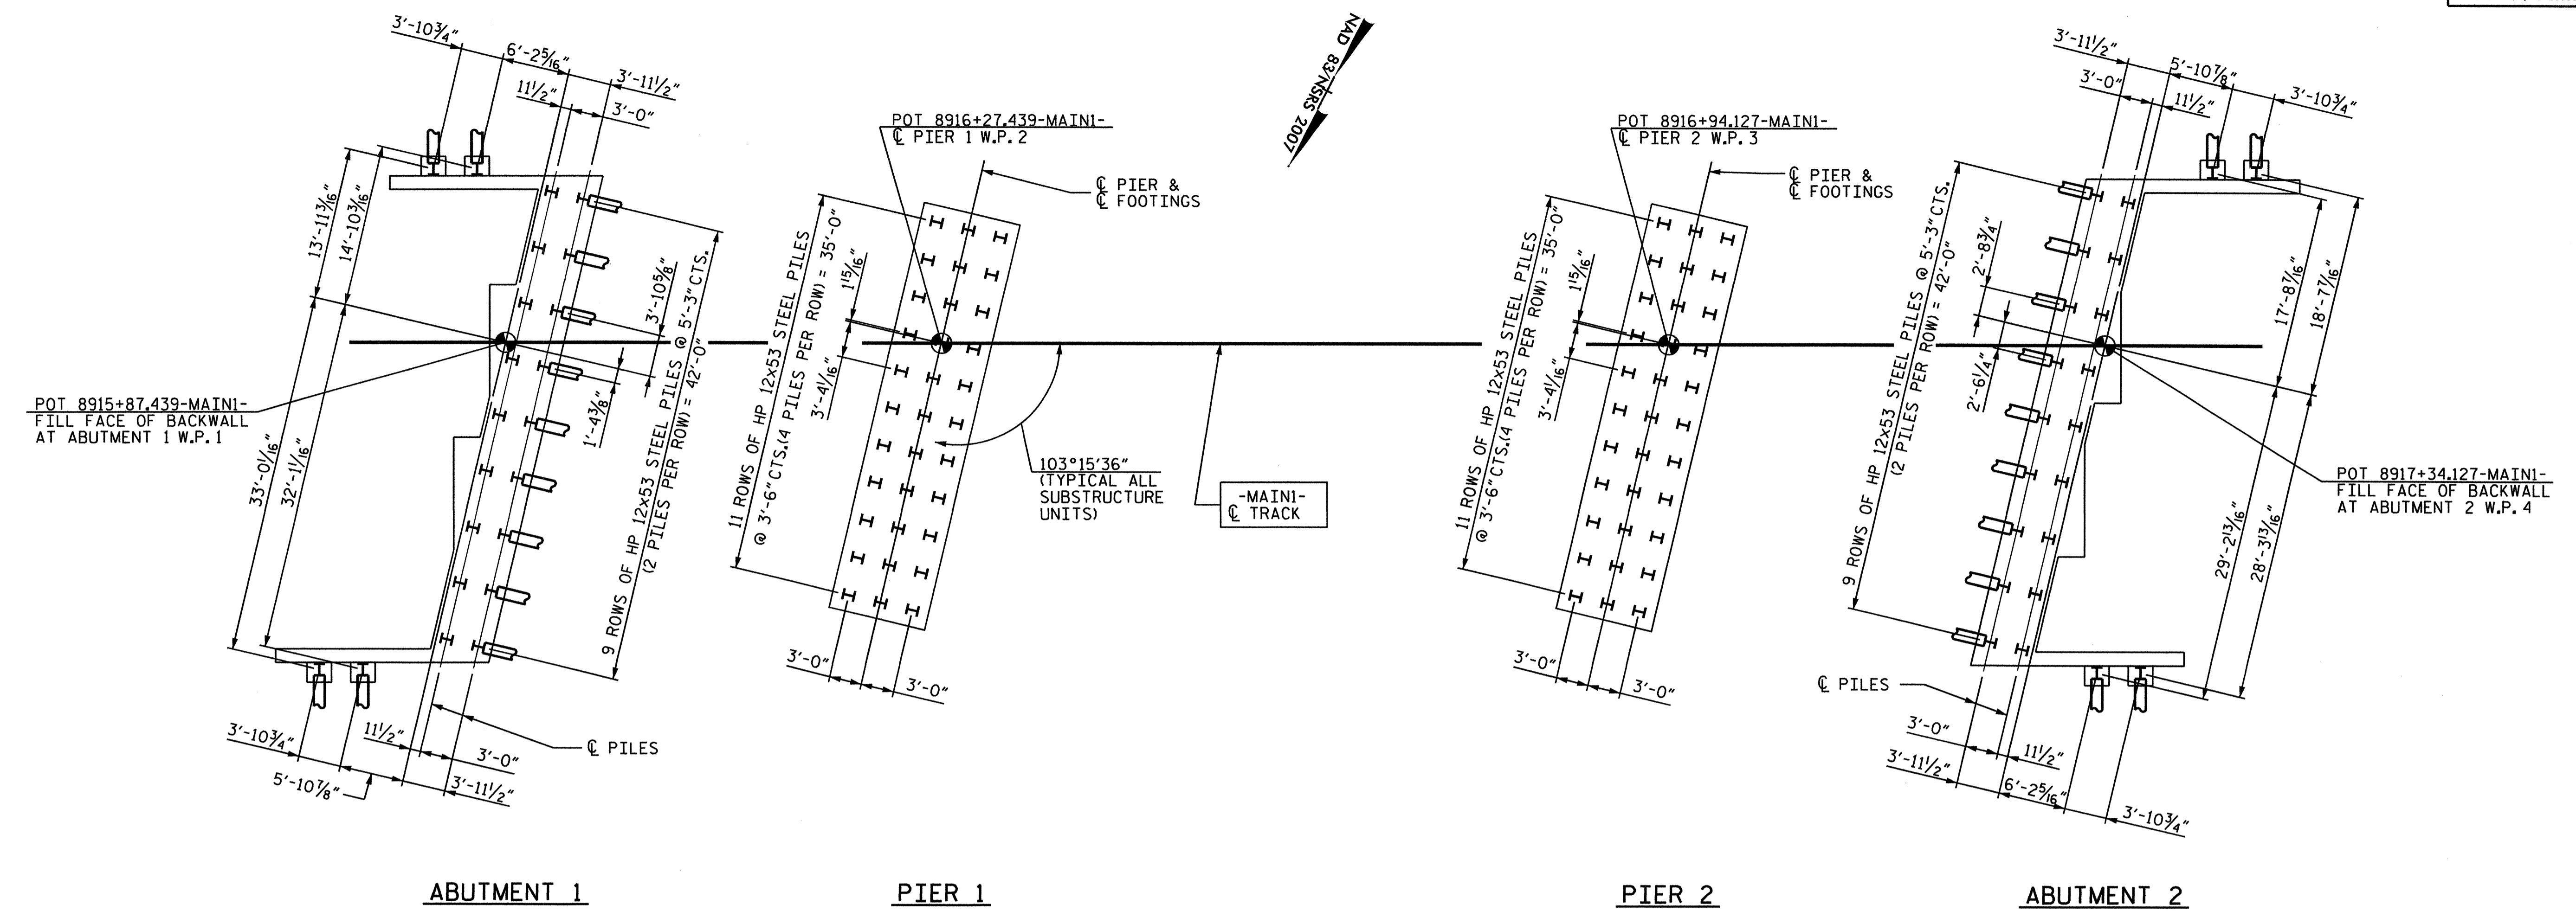 3'-10¾"
6'-2⁵⁄₁₆"
3'-11½"
11½"
3'-0"
13'-11³⁄₁₆"
14'-10³⁄₁₆"
3'-10⅝"
1'-4⅜"
9 ROWS OF HP 12x53 STEEL PILES @ 5'-3" CTS.
(2 PILES PER ROW) = 42'-0"
POT 8915+87.439-MAIN1-
FILL FACE OF BACKWALL
AT ABUTMENT 1 W.P. 1
33'-0¹⁄₁₆"
32'-1¹⁄₁₆"
3'-10¾"
5'-10⅞"
11½"
3'-0"
3'-11½"
℄ PILES
ABUTMENT 1
POT 8916+27.439-MAIN1-
℄ PIER 1 W.P. 2
℄ PIER &
℄ FOOTINGS
11 ROWS OF HP 12x53 STEEL PILES
@ 3'-6" CTS.(4 PILES PER ROW) = 35'-0"
1¹⁵⁄₁₆"
3'-4¹⁄₁₆"
3'-0"
3'-0"
103°15'36"
(TYPICAL ALL
SUBSTRUCTURE
UNITS)
PIER 1
NAD 83/NSRS 2007
-MAIN1-
℄ TRACK
POT 8916+94.127-MAIN1-
℄ PIER 2 W.P. 3
℄ PIER &
℄ FOOTINGS
11 ROWS OF HP 12x53 STEEL PILES
@ 3'-6" CTS.(4 PILES PER ROW) = 35'-0"
1¹⁵⁄₁₆"
3'-4¹⁄₁₆"
3'-0"
3'-0"
PIER 2
3'-11½"
5'-10⅞"
3'-0"
11½"
3'-10¾"
9 ROWS OF HP 12x53 STEEL PILES @ 5'-3" CTS.
(2 PILES PER ROW) = 42'-0"
2'-8¾"
2'-6¼"
17'-8⁷⁄₁₆"
18'-7⁷⁄₁₆"
POT 8917+34.127-MAIN1-
FILL FACE OF BACKWALL
AT ABUTMENT 2 W.P. 4
29'-2¹³⁄₁₆"
28'-3¹³⁄₁₆"
℄ PILES
3'-0"
11½"
3'-11½"
6'-2⁵⁄₁₆"
3'-10¾"
ABUTMENT 2